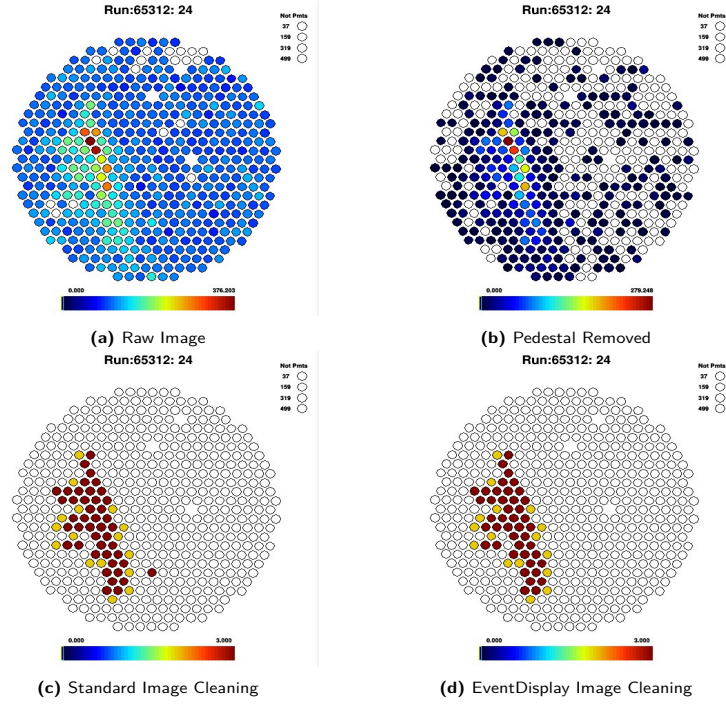 Run:65312: 24
Not Pmts
37
159
319
499
0.000 376.203
(a) Raw Image
Run:65312: 24
Not Pmts
37
159
319
499
0.000 279.248
(b) Pedestal Removed
Run:65312: 24
Not Pmts
37
159
319
499
0.000 3.000
(c) Standard Image Cleaning
Run:65312: 24
Not Pmts
37
159
319
499
0.000 3.000
(d) EventDisplay Image Cleaning